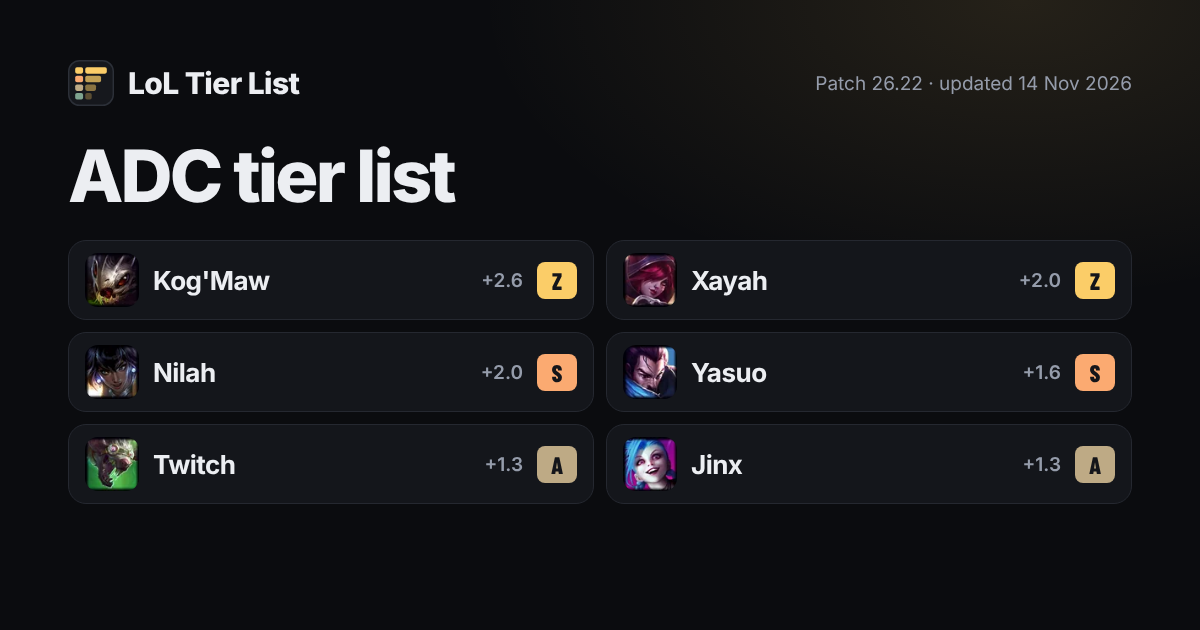 LoL Tier List
Patch 26.22 · updated 14 Nov 2026
ADC tier list
Kog'Maw +2.6 Z
Xayah +2.0 Z
Nilah +2.0 S
Yasuo +1.6 S
Twitch +1.3 A
Jinx +1.3 A